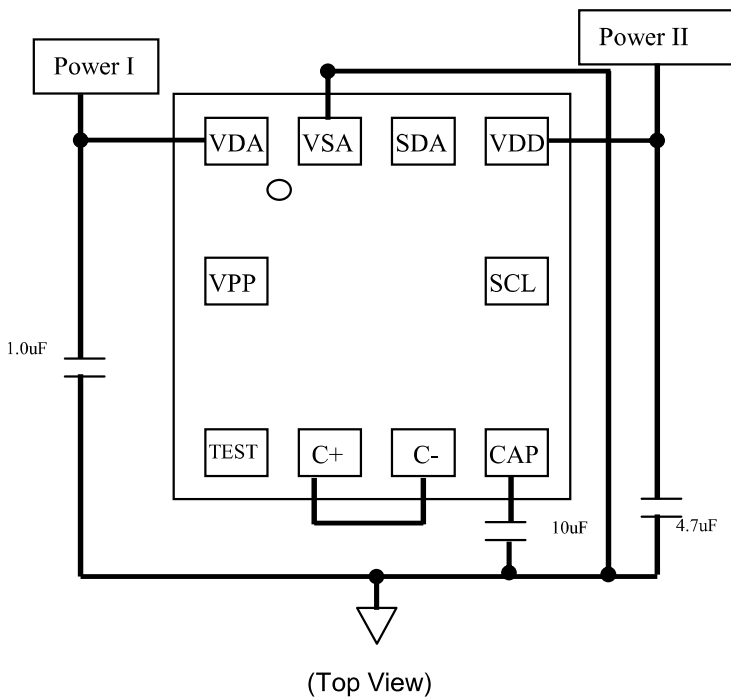 Power I
Power II
VDA
VSA
SDA
VDD
VPP
SCL
1.0uF
TEST
C+
C-
CAP
10uF
4.7uF
(Top View)